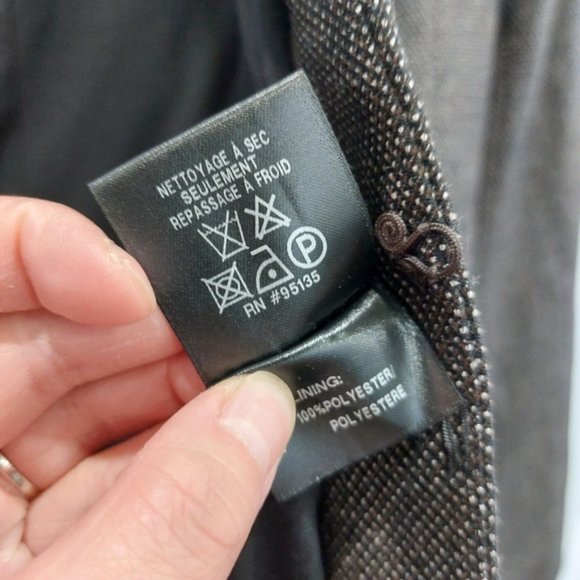 NETTOYAGE À SEC
SEULEMENT
REPASSAGE À FROID
P
RN #95135
LINING:
100%POLYESTER/
POLYESTERE